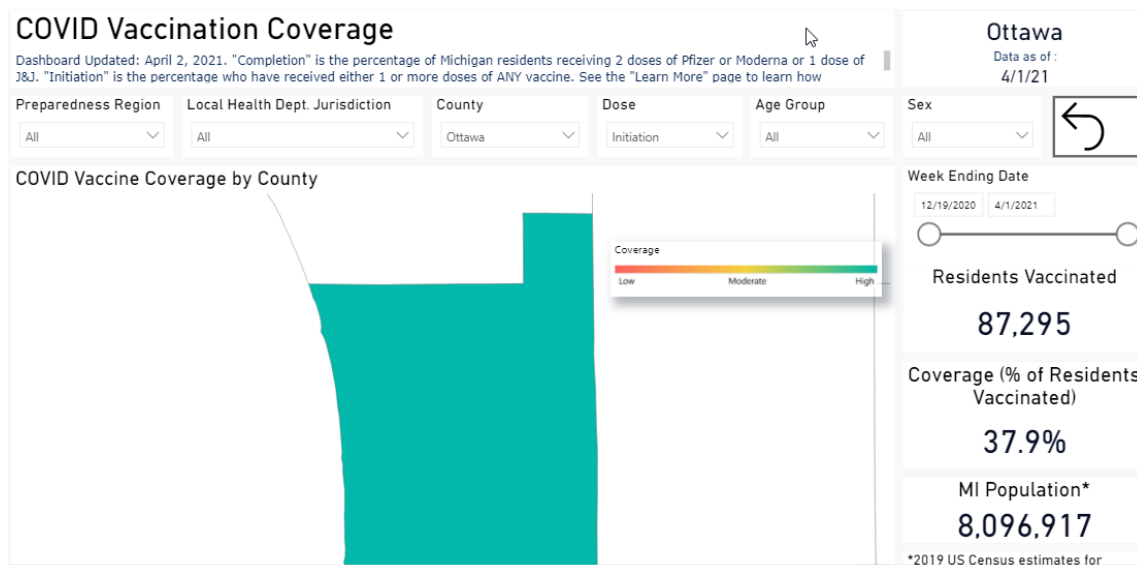 COVID Vaccination Coverage
Dashboard Updated: April 2, 2021. "Completion" is the percentage of Michigan residents receiving 2 doses of Pfizer or Moderna or 1 dose of
J&J. "Initiation" is the percentage who have received either 1 or more doses of ANY vaccine. See the "Learn More" page to learn how
Ottawa
Data as of :
4/1/21
Preparedness Region
All
Local Health Dept. Jurisdiction
All
County
Ottawa
Dose
Initiation
Age Group
All
Sex
All
COVID Vaccine Coverage by County
Coverage
Low Moderate High
Week Ending Date
12/19/2020 4/1/2021
Residents Vaccinated
87,295
Coverage (% of Residents
Vaccinated)
37.9%
MI Population*
8,096,917
*2019 US Census estimates for